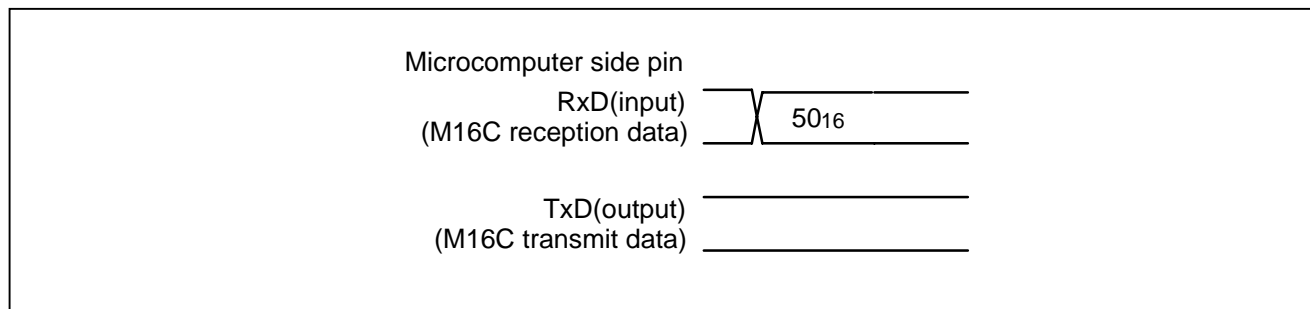 Microcomputer side pin
RxD(input)
(M16C reception data)
5016
TxD(output)
(M16C transmit data)